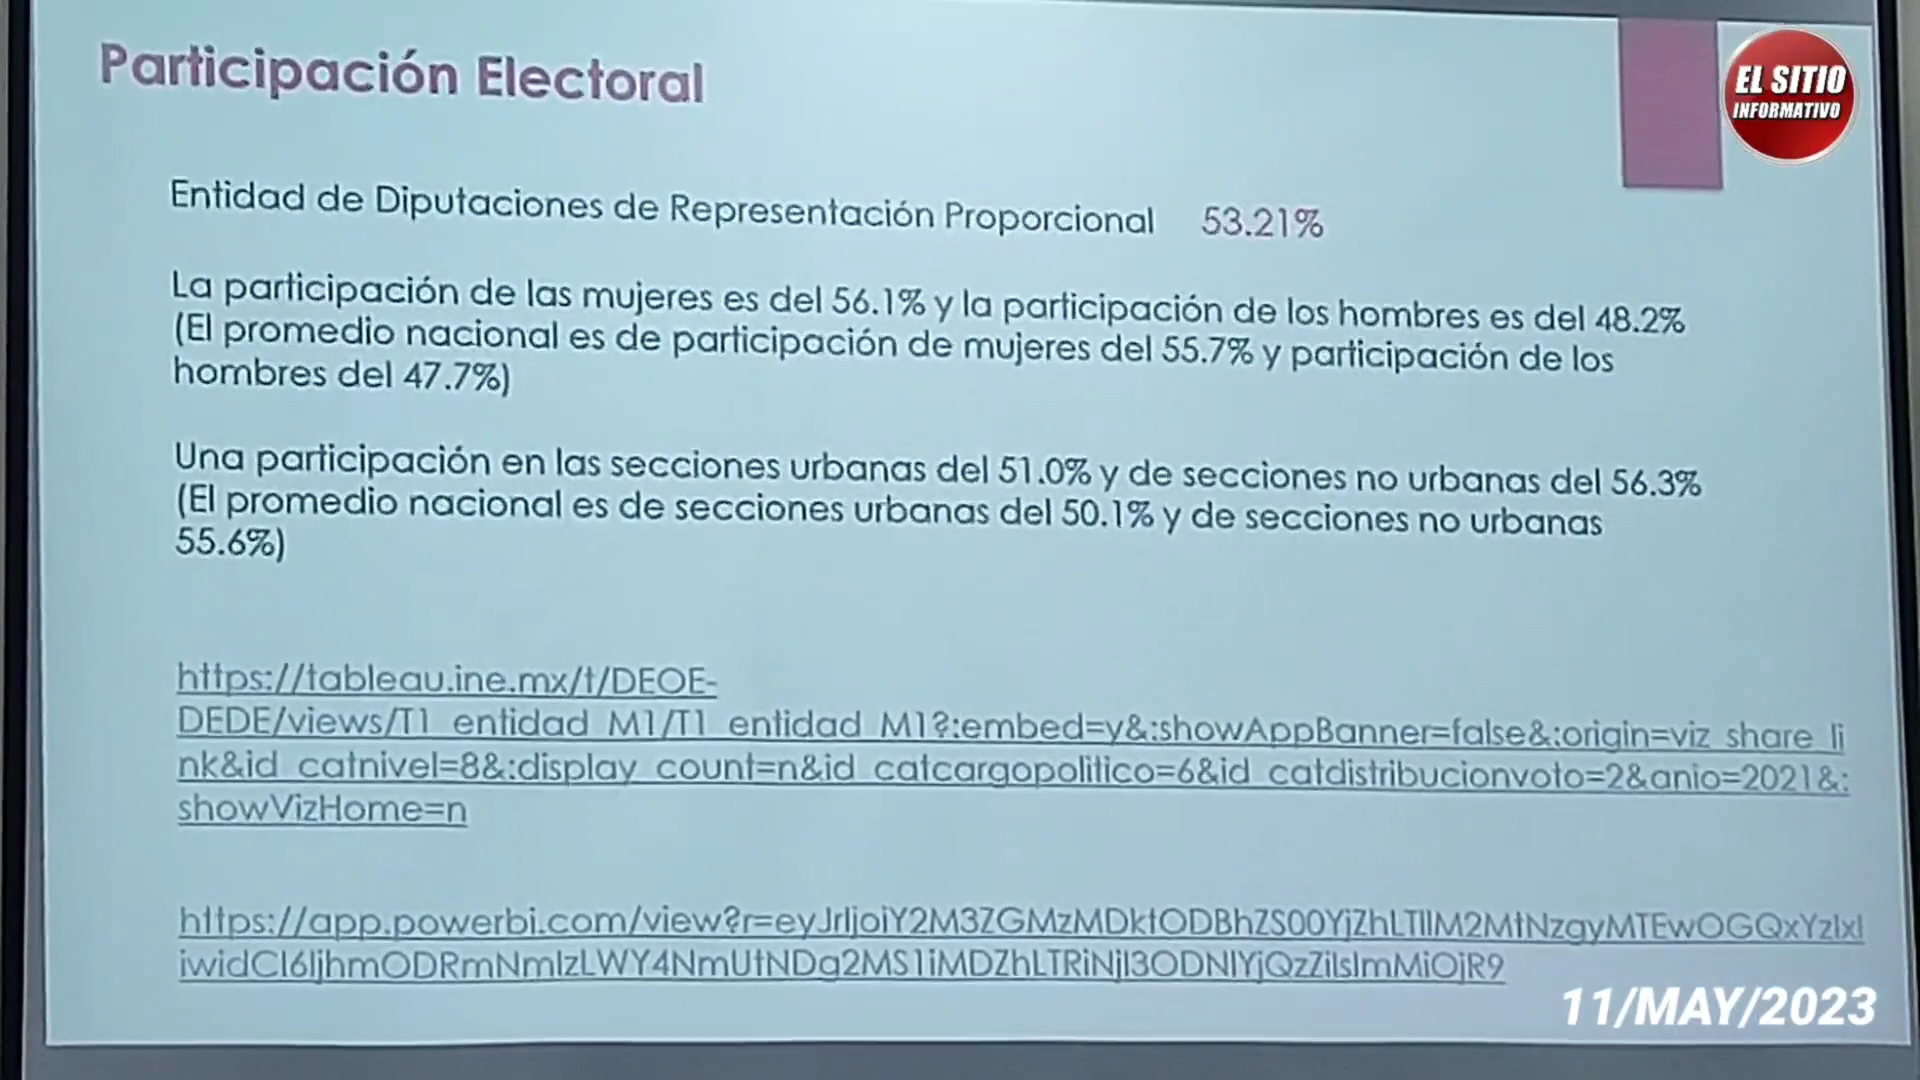 Participación Electoral
EL SITIO
INFORMATIVO
Entidad de Diputaciones de Representación Proporcional 53.21%
La participación de las mujeres es del 56.1% y la participación de los hombres es del 48.2%
(El promedio nacional es de participación de mujeres del 55.7% y participación de los
hombres del 47.7%)
Una participación en las secciones urbanas del 51.0% y de secciones no urbanas del 56.3%
(El promedio nacional es de secciones urbanas del 50.1% y de secciones no urbanas
55.6%)
https://tableau.ine.mx/t/DEOE-
DEDE/views/T1_entidad_M1/T1_entidad_M1?:embed=y&:showAppBanner=false&:origin=viz_share_li
nk&id_catnivel=8&:display_count=n&id_catcargopolitico=6&id_catdistribucionvoto=2&anio=2021&:
showVizHome=n
11/MAY/2023